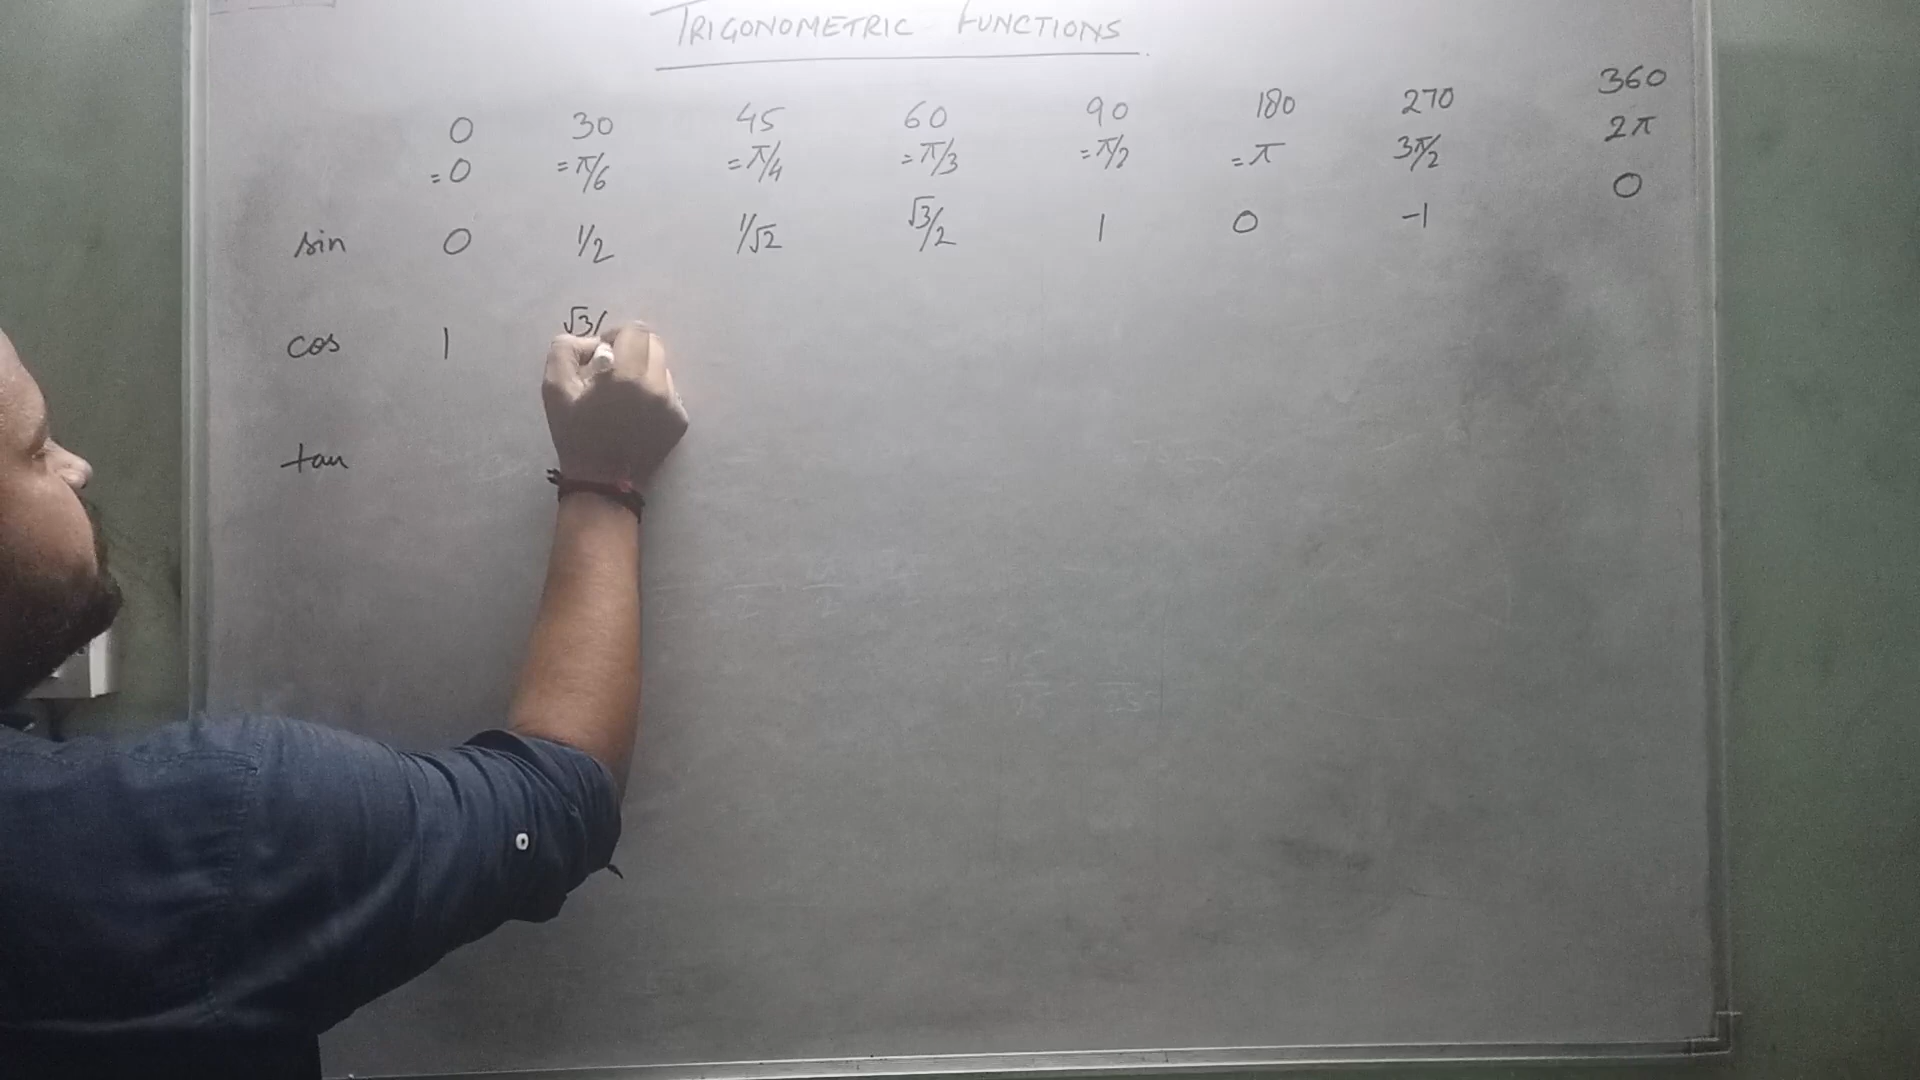 TRIGONOMETRIC FUNCTIONS
0 30 45 60 90 180 270 360
=0 =π/6 =π/4 =π/3 =π/2 =π 3π/2 2π
sin 0 1/2 1/√2 √3/2 1 0 -1 0
cos 1 √3/
tan